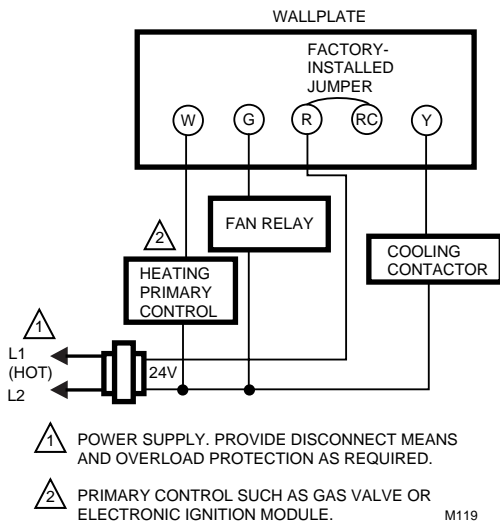 WALLPLATE
FACTORY-
INSTALLED
JUMPER
W
G
R
RC
Y
2
FAN RELAY
HEATING
PRIMARY
CONTROL
COOLING
CONTACTOR
1
L1
(HOT)
L2
24V
1
POWER SUPPLY. PROVIDE DISCONNECT MEANS
AND OVERLOAD PROTECTION AS REQUIRED.
2
PRIMARY CONTROL SUCH AS GAS VALVE OR
ELECTRONIC IGNITION MODULE.
M119